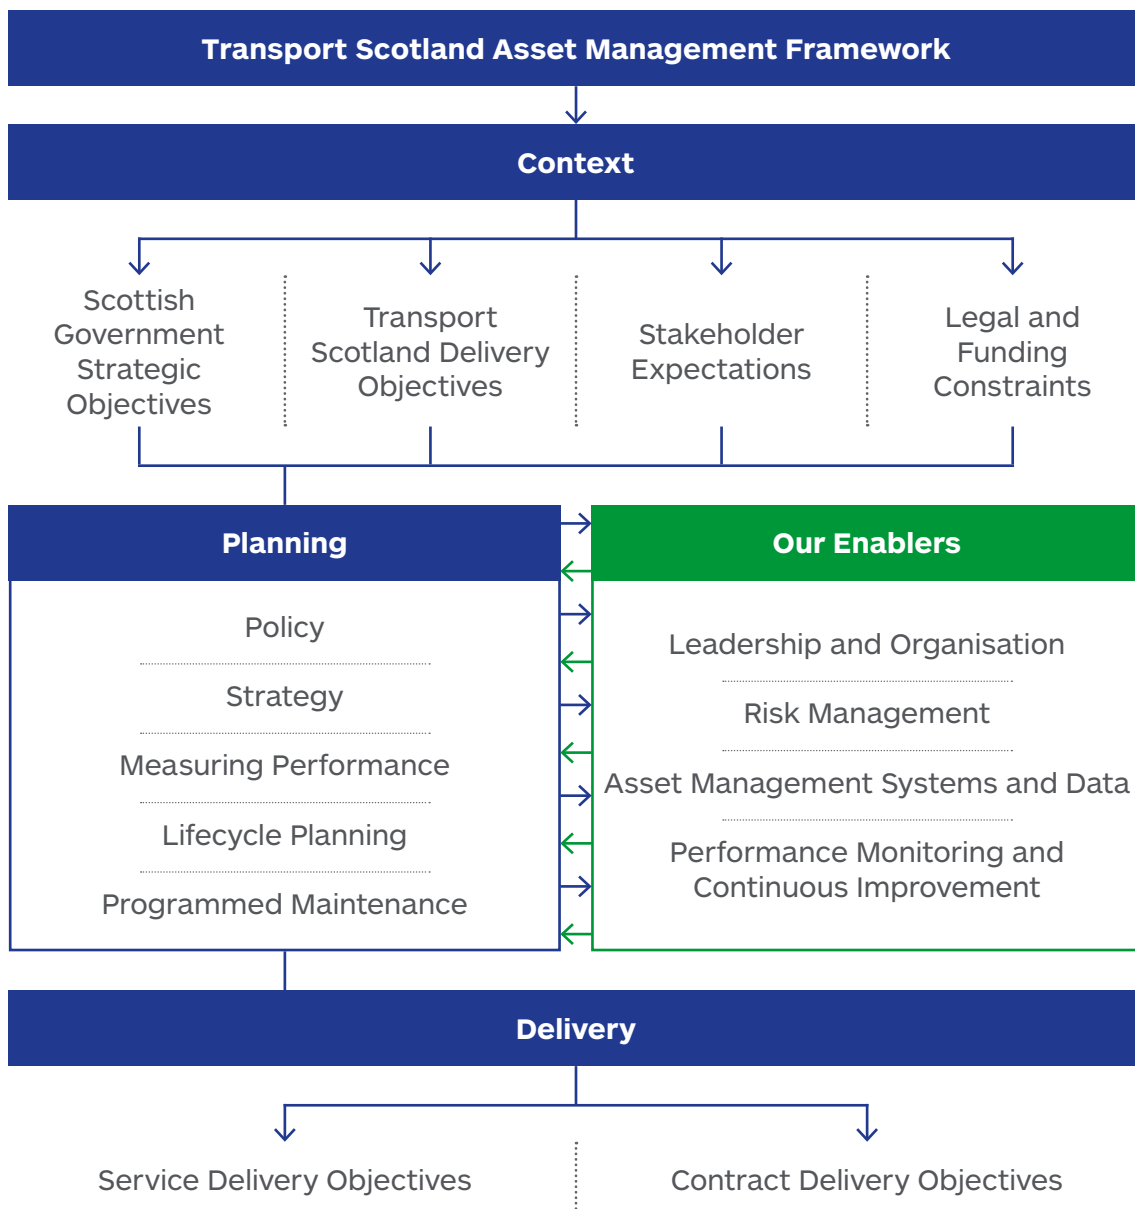 Transport Scotland Asset Management Framework
Context
Scottish
Government
Strategic
Objectives
Transport
Scotland Delivery
Objectives
Stakeholder
Expectations
Legal and
Funding
Constraints
Planning
Policy
Strategy
Measuring Performance
Lifecycle Planning
Programmed Maintenance
Our Enablers
Leadership and Organisation
Risk Management
Asset Management Systems and Data
Performance Monitoring and
Continuous Improvement
Delivery
Service Delivery Objectives
Contract Delivery Objectives